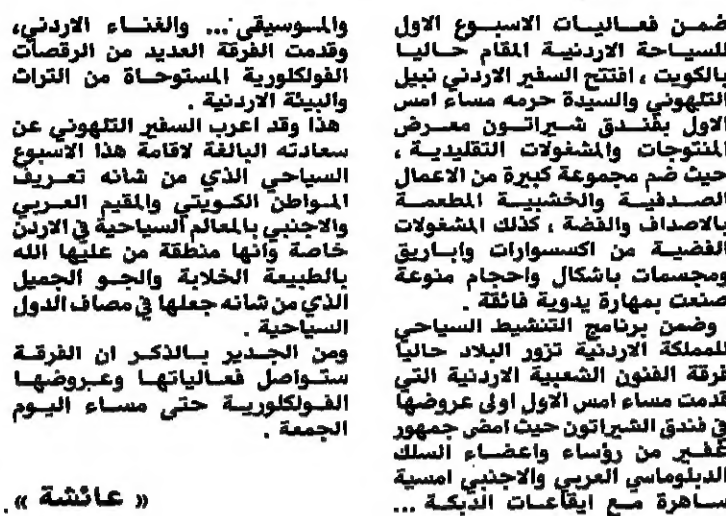 ضمن فعاليات الاسبوع الاول
للسياحة الاردنية المقام حاليا
بالكويت ، افتتح السفير الاردني نبيل
التلهوني والسيدة حرمه مساء امس
الاول بفندق شيراتون معرض
المنتوجات والمشغولات التقليدية ،
حيث ضم مجموعة كبيرة من الاعمال
الصدفية والخشبية المطعمة
بالاصداف والفضة ، كذلك المشغولات
الفضية من اكسسوارات واباريق
ومجسمات باشكال واحجام منوعة
صنعت بمهارة يدوية فائقة .
وضمن برنامج التنشيط السياحي
للمملكة الاردنية تزور البلاد حاليا
فرقة الفنون الشعبية الاردنية التي
قدمت مساء امس الاول اولى عروضها
في فندق الشيراتون حيث امضى جمهور
غفير من رؤساء واعضاء السلك
الدبلوماسي العربي والاجنبي امسية
ساهرة مع ايقاعات الدبكة ...
والموسيقى ... والغناء الاردني،
وقدمت الفرقة العديد من الرقصات
الفولكلورية المستوحاة من التراث
والبيئة الاردنية .
هذا وقد اعرب السفير التلهوني عن
سعادته البالغة لاقامة هذا الاسبوع
السياحي الذي من شانه تعريف
المواطن الكويتي والمقيم العربي
والاجنبي بالمعالم السياحية في الاردن
خاصة وانها منطقة من عليها الله
بالطبيعة الخلابة والجو الجميل
الذي من شانه جعلها في مصاف الدول
السياحية .
ومن الجدير بالذكر ان الفرقة
ستواصل فعالياتها وعروضها
الفولكلورية حتى مساء اليوم
الجمعة .
« عائشة » .